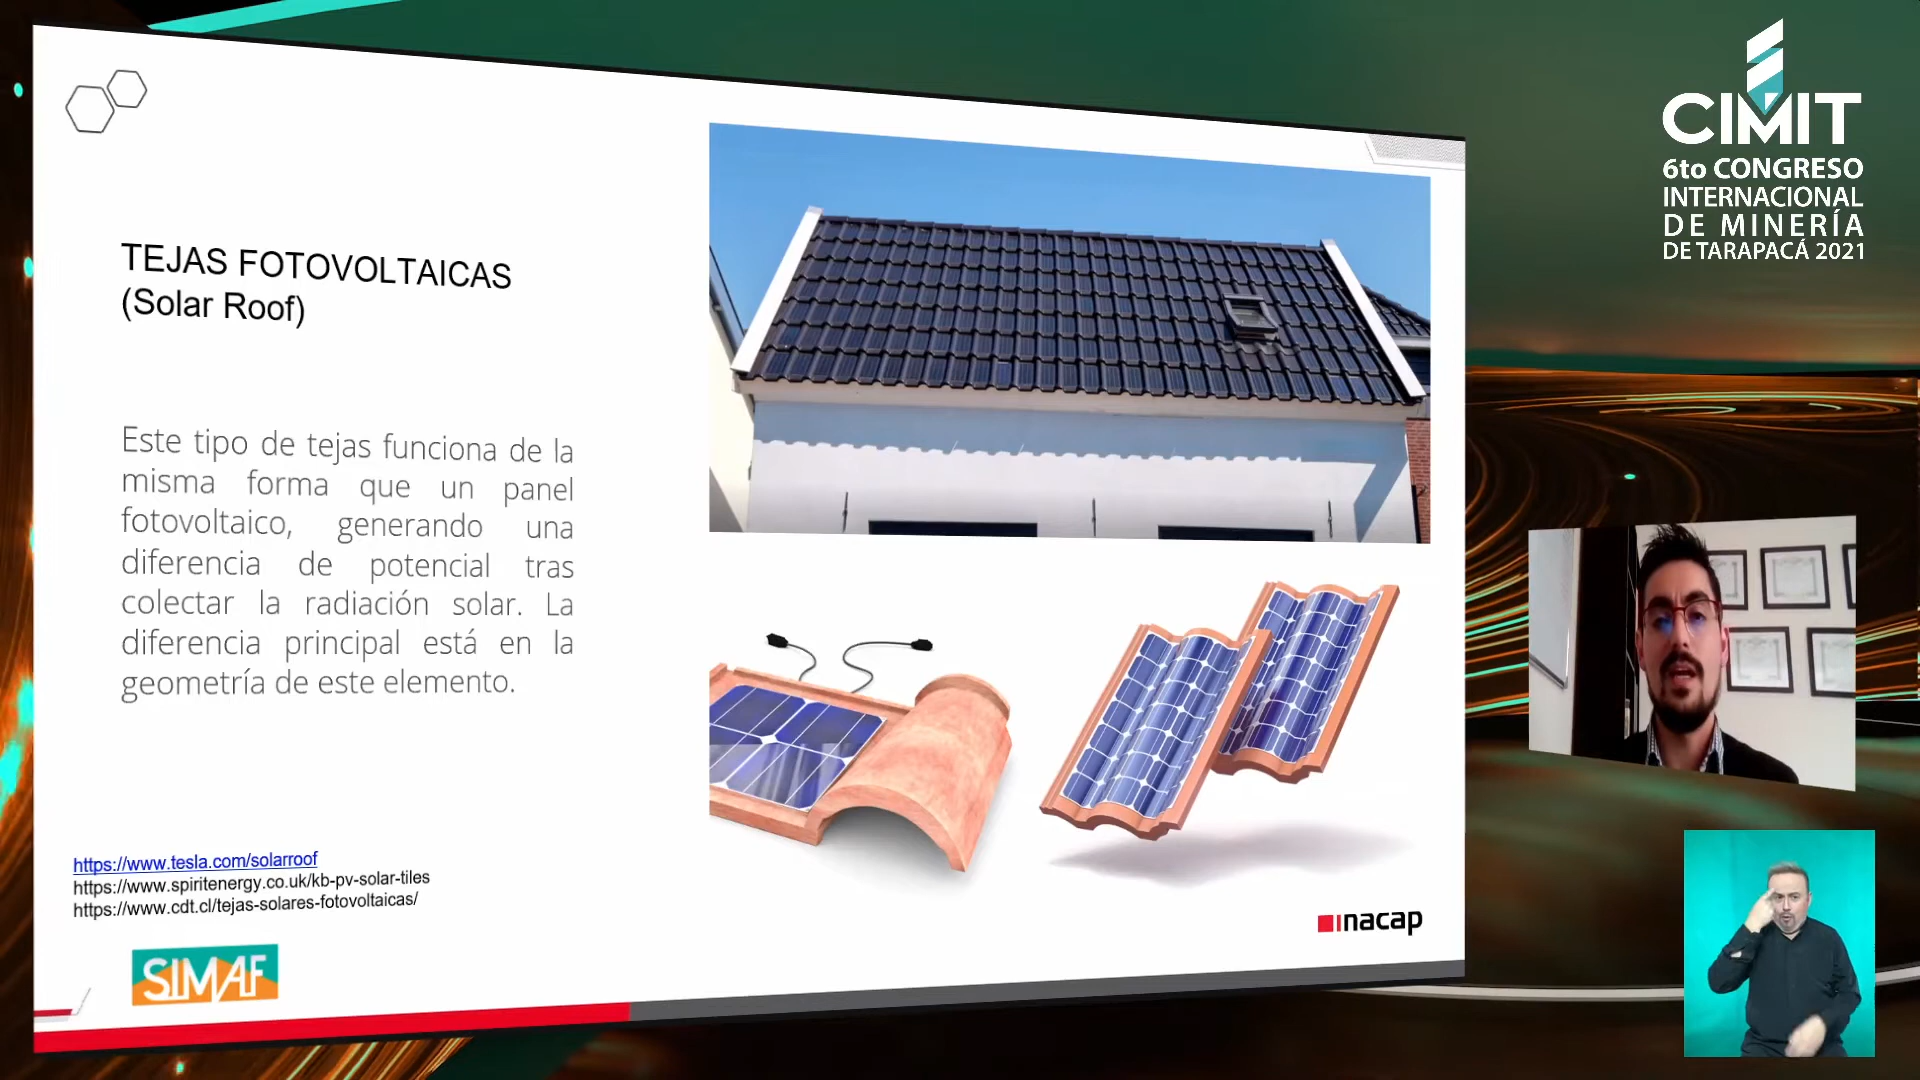 TEJAS FOTOVOLTAICAS
(Solar Roof)
Este tipo de tejas funciona de la
misma forma que un panel
fotovoltaico, generando una
diferencia de potencial tras
colectar la radiación solar. La
diferencia principal está en la
geometría de este elemento.
https://www.tesla.com/solarroof
https://www.spiritenergy.co.uk/kb-pv-solar-tiles
https://www.cdt.cl/tejas-solares-fotovoltaicas/
SIMAF
inacap
CIMIT
6to CONGRESO
INTERNACIONAL
DE MINERÍA
DE TARAPACÁ 2021